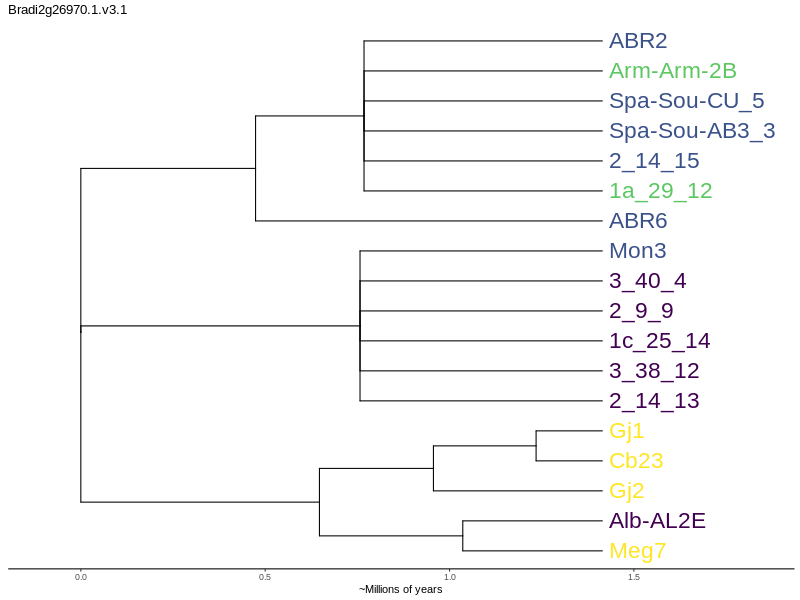 Bradi2g26970.1.v3.1
ABR2
Arm-Arm-2B
Spa-Sou-CU_5
Spa-Sou-AB3_3
2_14_15
1a_29_12
ABR6
Mon3
3_40_4
2_9_9
1c_25_14
3_38_12
2_14_13
Gj1
Cb23
Gj2
Alb-AL2E
Meg7
0.0 0.5 1.0 1.5
~Millions of years